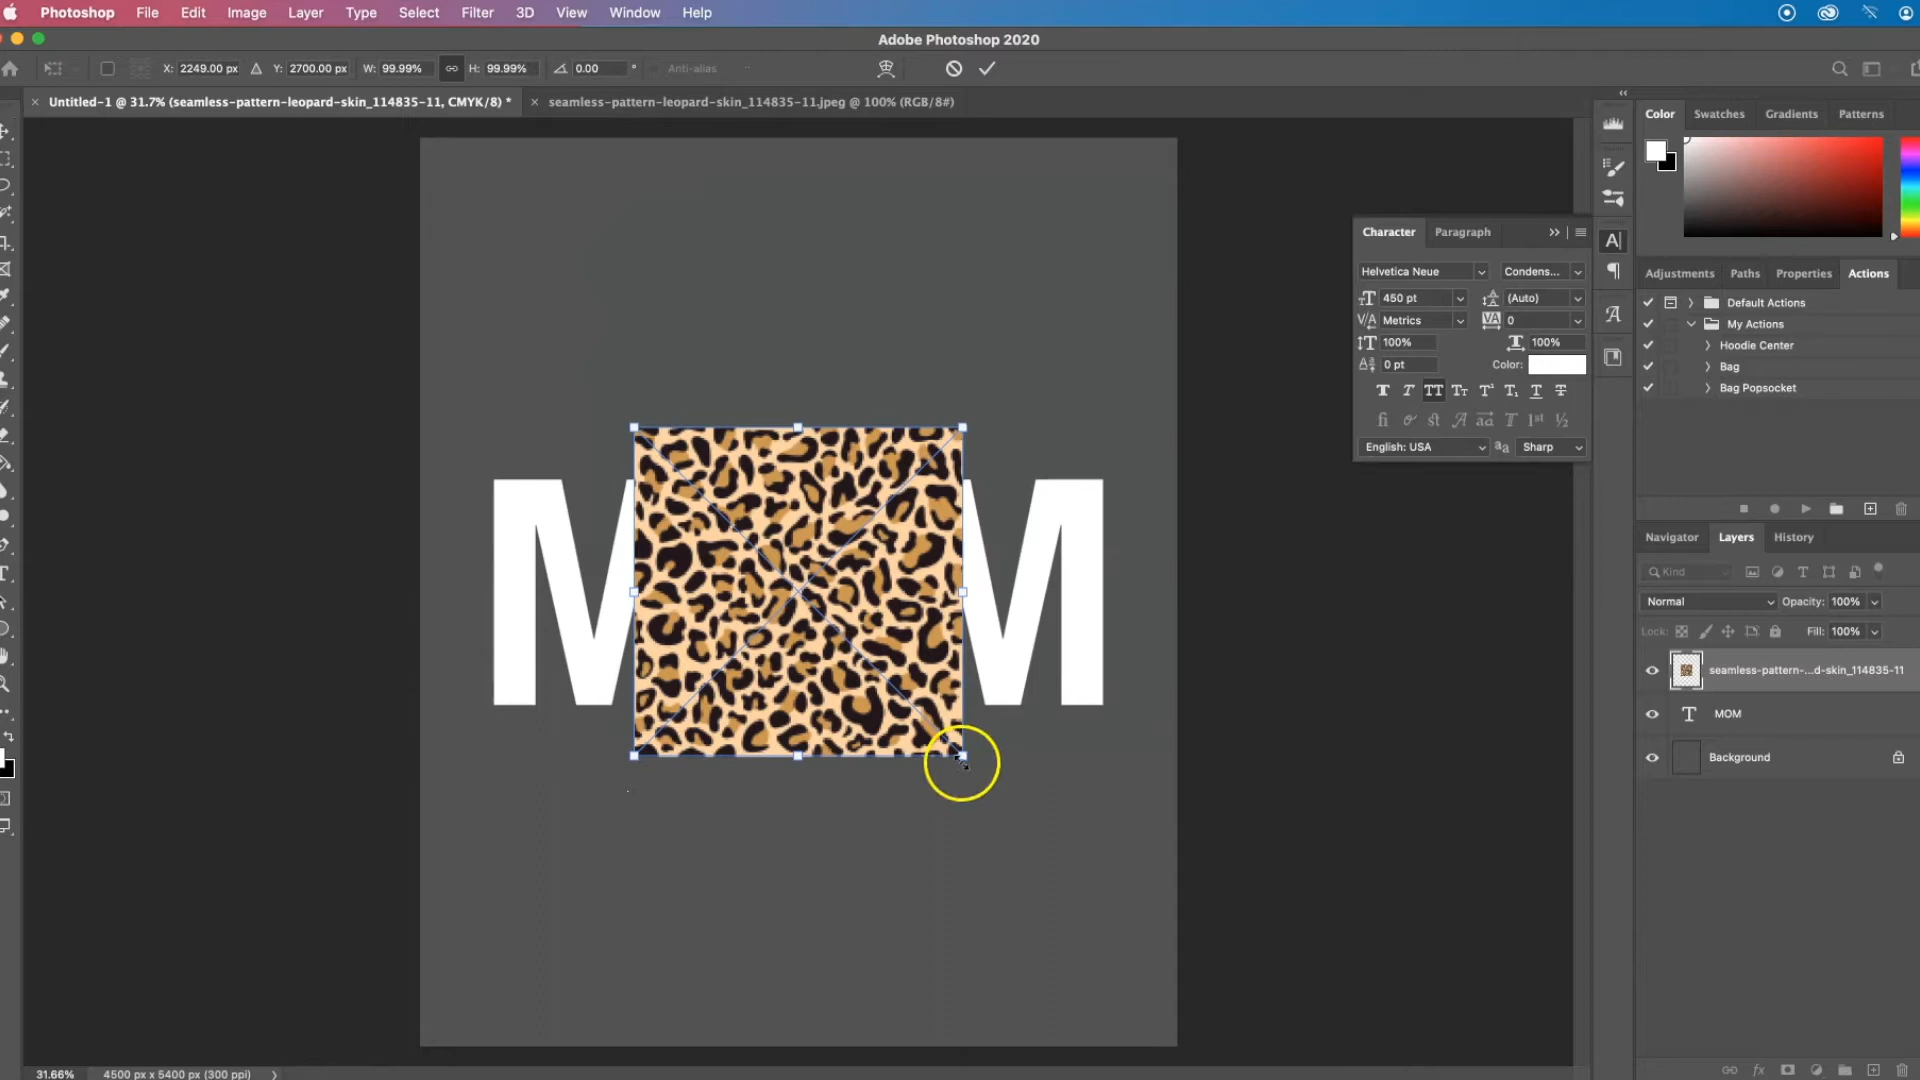 Photoshop File Edit Image Layer Type Select Filter 3D View Window Help
Adobe Photoshop 2020
X: 2249.00 px Y: 2700.00 px W: 99.99% H: 99.99% 0.00 ° Anti-alias
Untitled-1 @ 31.7% (seamless-pattern-leopard-skin_114835-11, CMYK/8) *
seamless-pattern-leopard-skin_114835-11.jpeg @ 100% (RGB/8#)
Color Swatches Gradients Patterns
Character Paragraph
Helvetica Neue Condens...
450 pt (Auto)
Metrics 0
100% 100%
0 pt Color:
English: USA Sharp
Adjustments Paths Properties Actions
Default Actions
My Actions
Hoodie Center
Bag
Bag Popsocket
M M
Navigator Layers History
Kind
Normal Opacity: 100%
Lock: Fill: 100%
seamless-pattern-...d-skin_114835-11
MOM
Background
31.66% 4500 px x 5400 px (300 ppi)